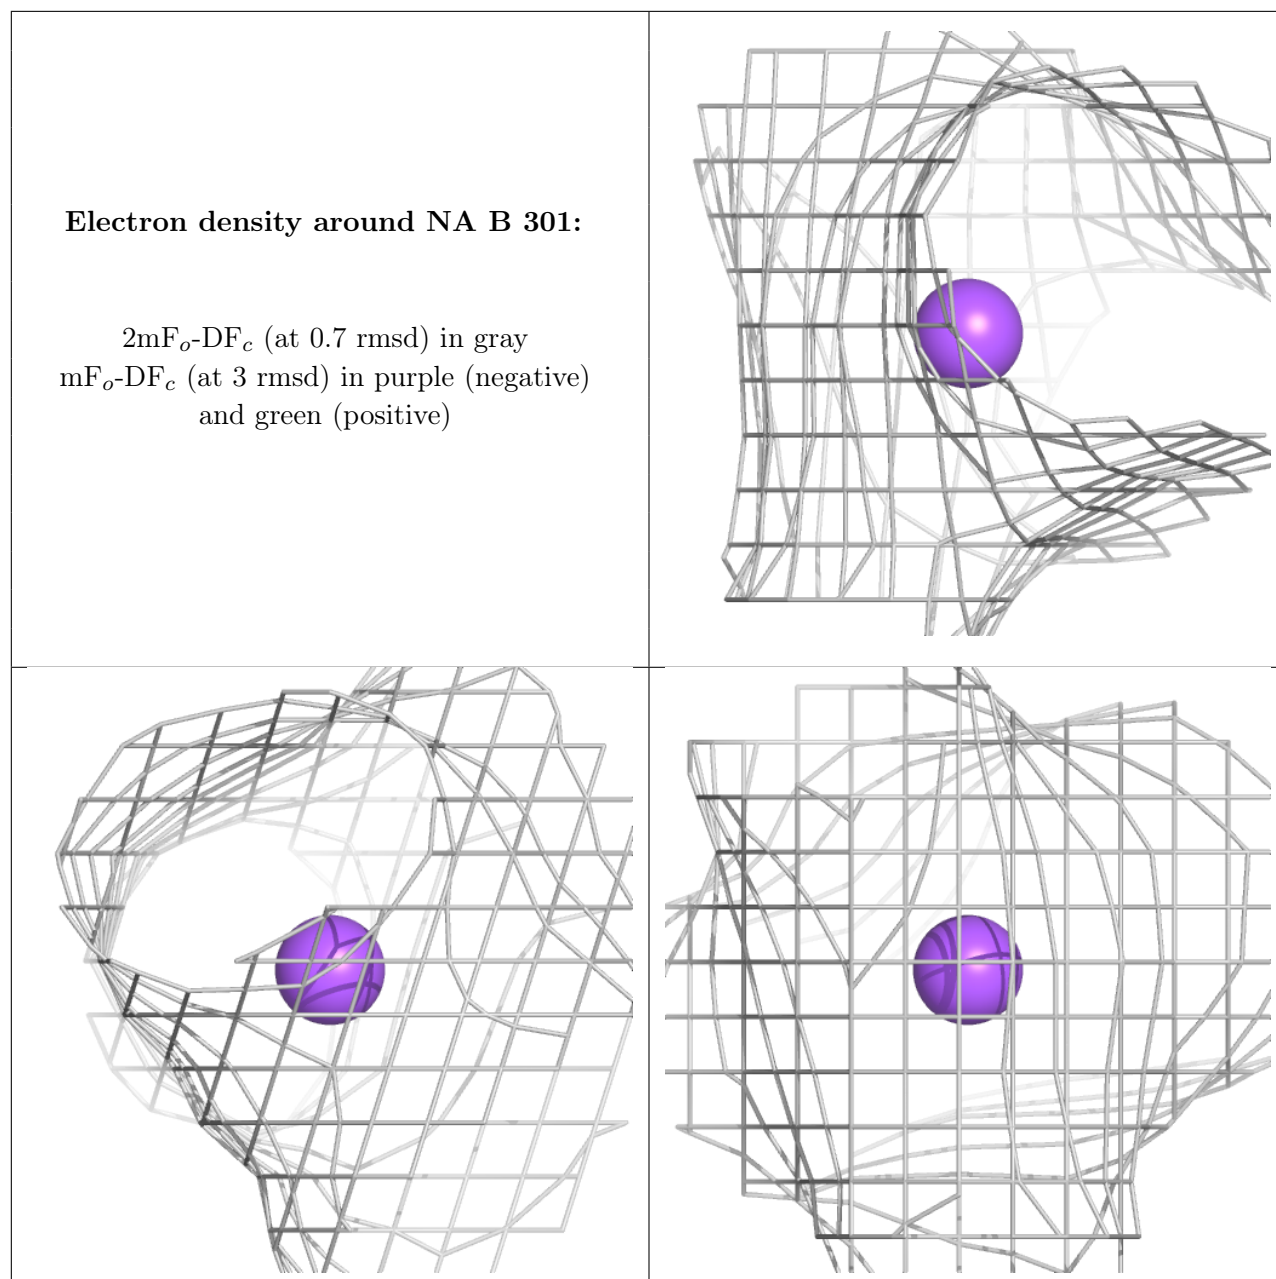 Electron density around NA B 301:
2mFₒ-DF𝒸 (at 0.7 rmsd) in gray
mFₒ-DF𝒸 (at 3 rmsd) in purple (negative)
and green (positive)